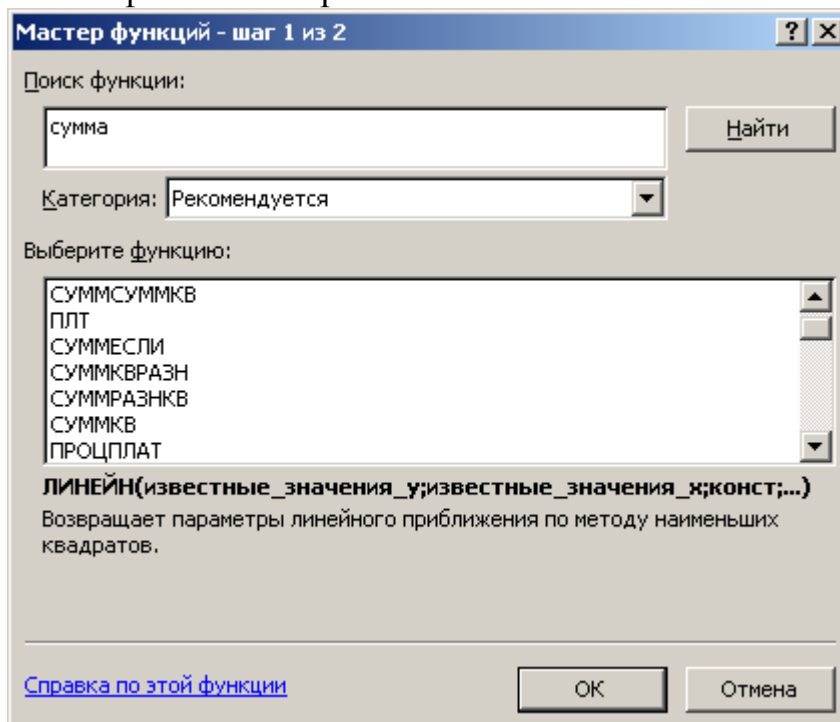 Мастер функций - шаг 1 из 2
Поиск функции:
сумма
Найти
Категория: Рекомендуется
Выберите функцию:
СУММСУММКВ
ПЛТ
СУММЕСЛИ
СУММКВРАЗН
СУММРАЗНКВ
СУММКВ
ПРОЦПЛАТ
ЛИНЕЙН(известные_значения_y;известные_значения_x;конст;...)
Возвращает параметры линейного приближения по методу наименьших
квадратов.
Справка по этой функции
ОК
Отмена